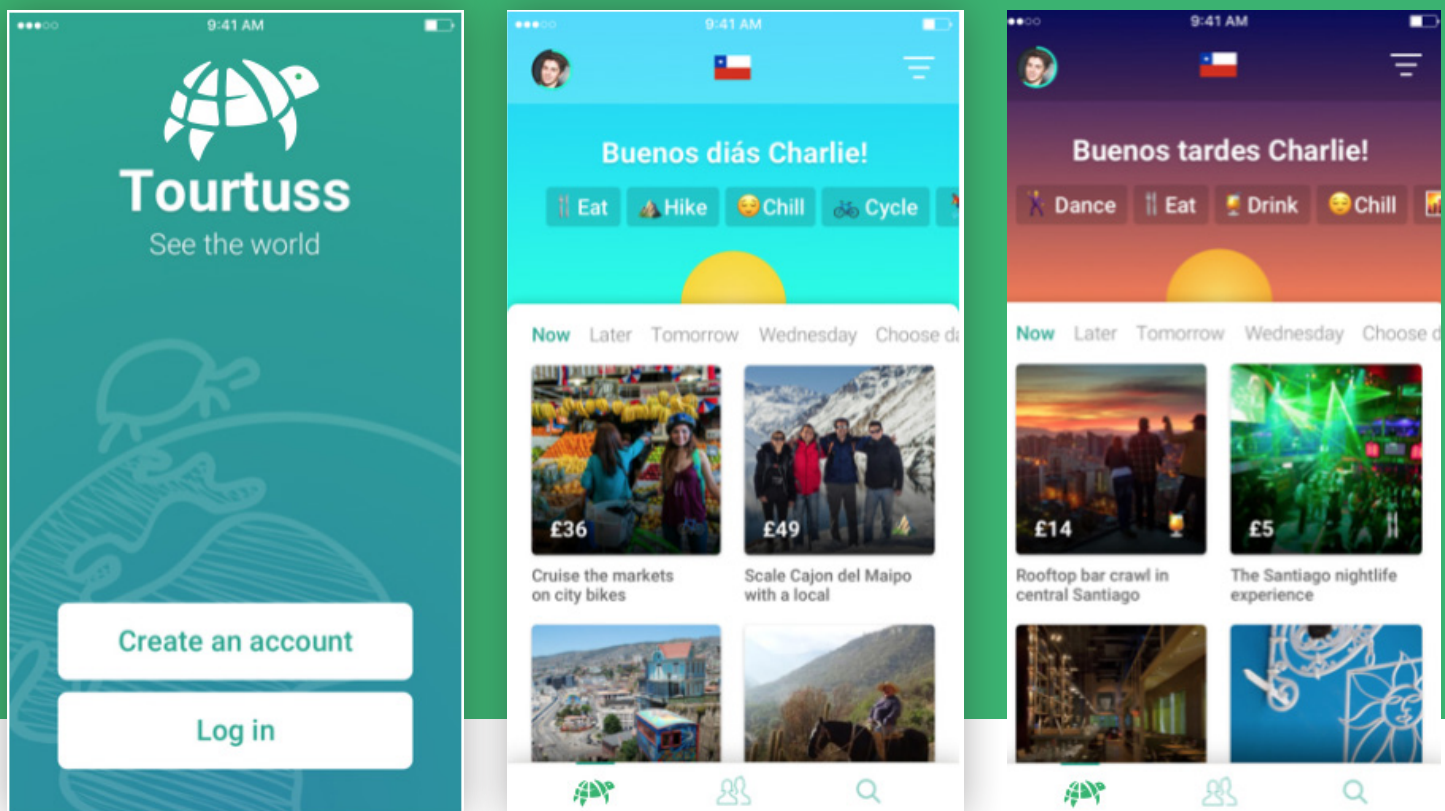 9:41 AM
Tourtuss
See the world
Create an account
Log in
9:41 AM
Buenos diás Charlie!
Eat Hike Chill Cycle
Now Later Tomorrow Wednesday Choose da
£36 £49
Cruise the markets
on city bikes
Scale Cajon del Maipo
with a local
9:41 AM
Buenos tardes Charlie!
Dance Eat Drink Chill
Now Later Tomorrow Wednesday Choose d
£14 £5
Rooftop bar crawl in
central Santiago
The Santiago nightlife
experience